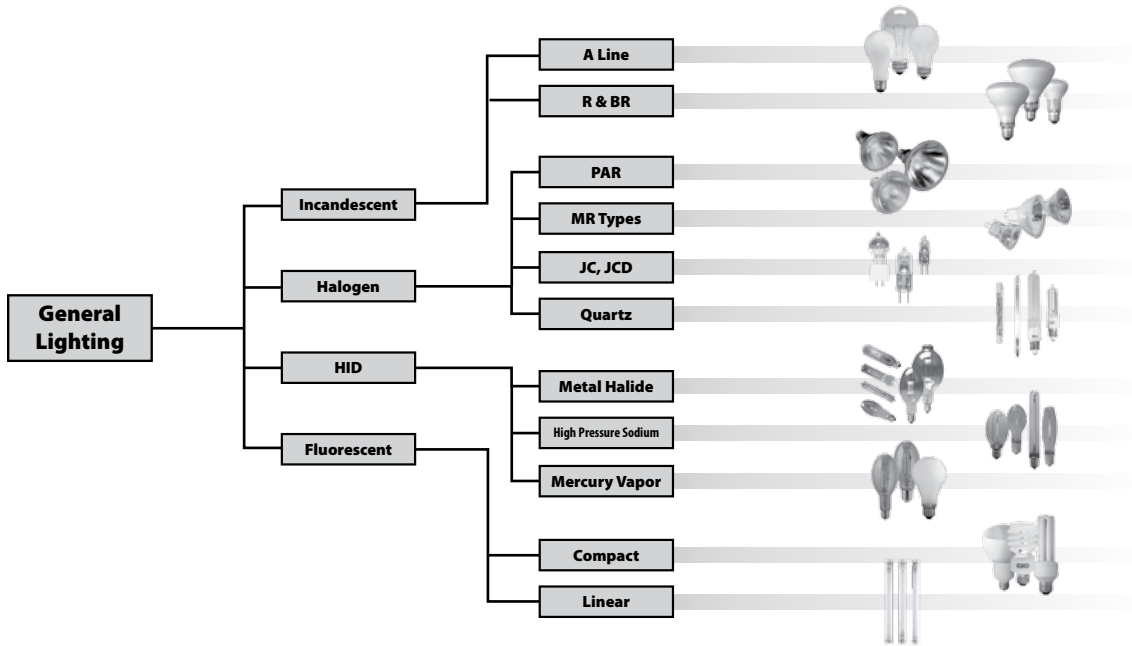 General
Lighting
Incandescent
Halogen
HID
Fluorescent
A Line
R & BR
PAR
MR Types
JC, JCD
Quartz
Metal Halide
High Pressure Sodium
Mercury Vapor
Compact
Linear